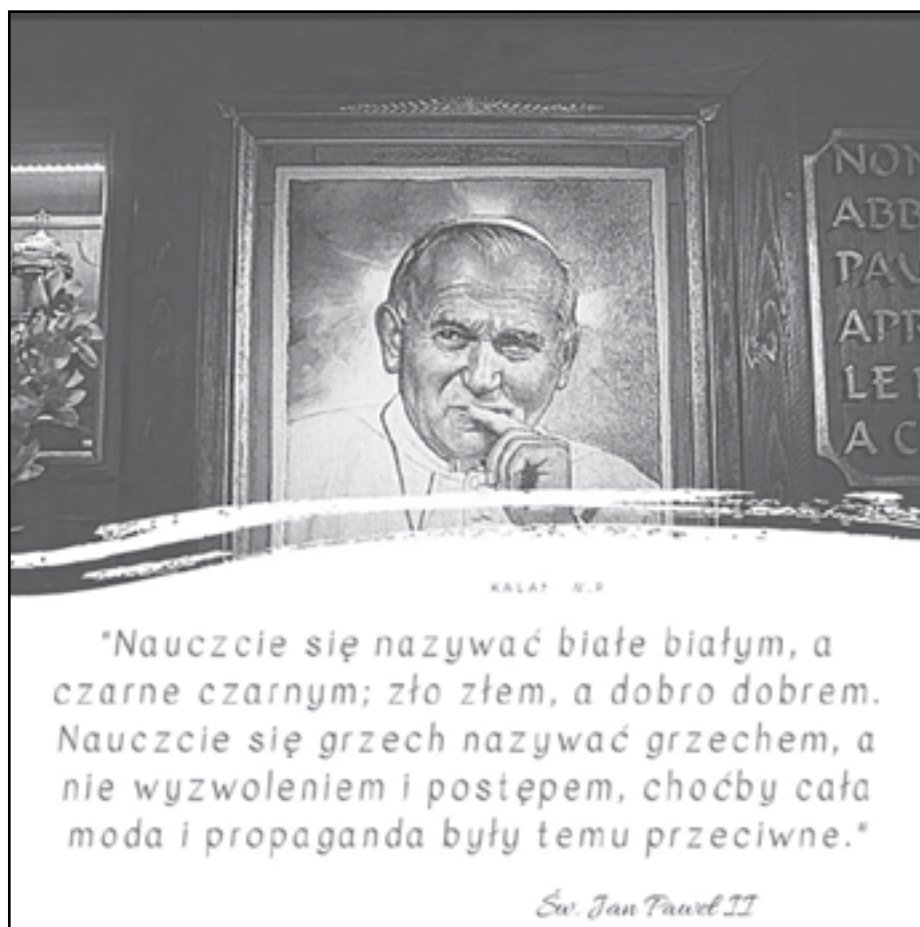 NON
ABB
PAU
APR
LE
A C
KALAT N.P
"Nauczcie się nazywać białe białym, a
czarne czarnym; zło złem, a dobro dobrem.
Nauczcie się grzech nazywać grzechem, a
nie wyzwoleniem i postępem, choćby cała
moda i propaganda były temu przeciwne."
Św. Jan Paweł II